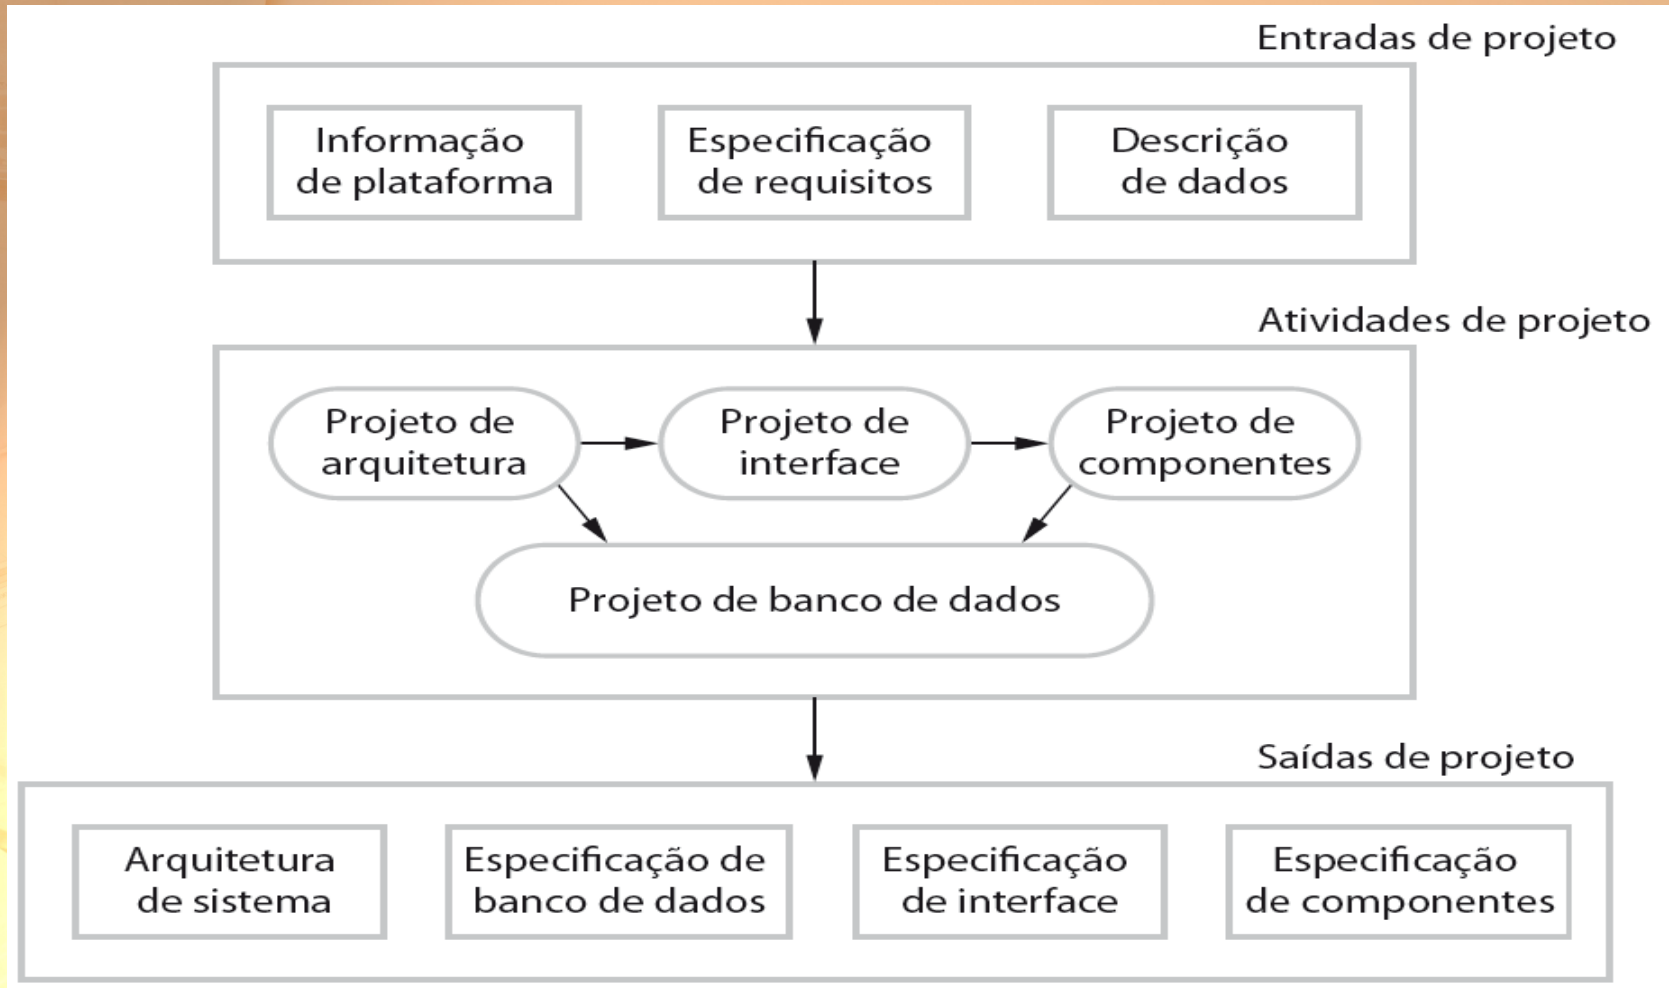 Entradas de projeto
Informação
de plataforma
Especificação
de requisitos
Descrição
de dados
Atividades de projeto
Projeto de
arquitetura
Projeto de
interface
Projeto de
componentes
Projeto de banco de dados
Saídas de projeto
Arquitetura
de sistema
Especificação de
banco de dados
Especificação
de interface
Especificação
de componentes